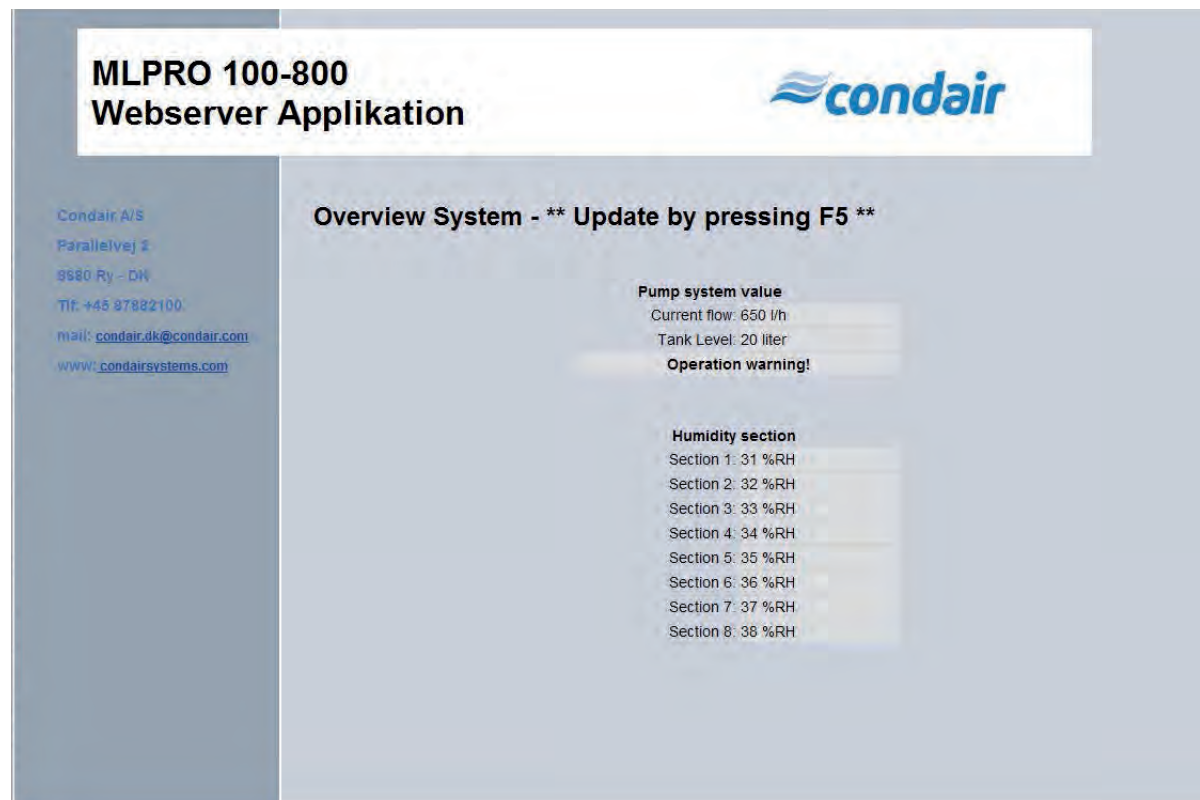 MLPRO 100-800
Webserver Applikation
condair
Condair A/S
Parallelvej 2
8680 Ry - DK
Tlf: +45 87882100
mail: condair.dk@condair.com
www: condairsystems.com
Overview System - ** Update by pressing F5 **
Pump system value
Current flow: 650 l/h
Tank Level: 20 liter
Operation warning!
Humidity section
Section 1: 31 %RH
Section 2: 32 %RH
Section 3: 33 %RH
Section 4: 34 %RH
Section 5: 35 %RH
Section 6: 36 %RH
Section 7: 37 %RH
Section 8: 38 %RH